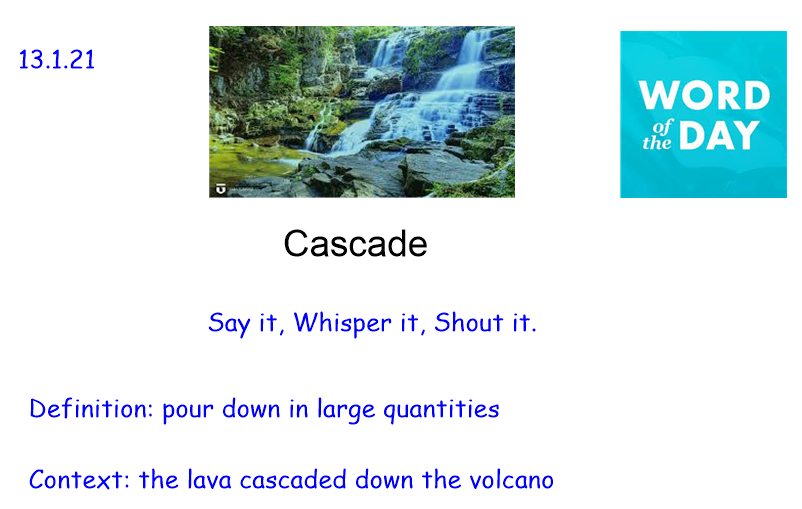 13.1.21
WORD
of the DAY
Cascade
Say it, Whisper it, Shout it.
Definition: pour down in large quantities
Context: the lava cascaded down the volcano